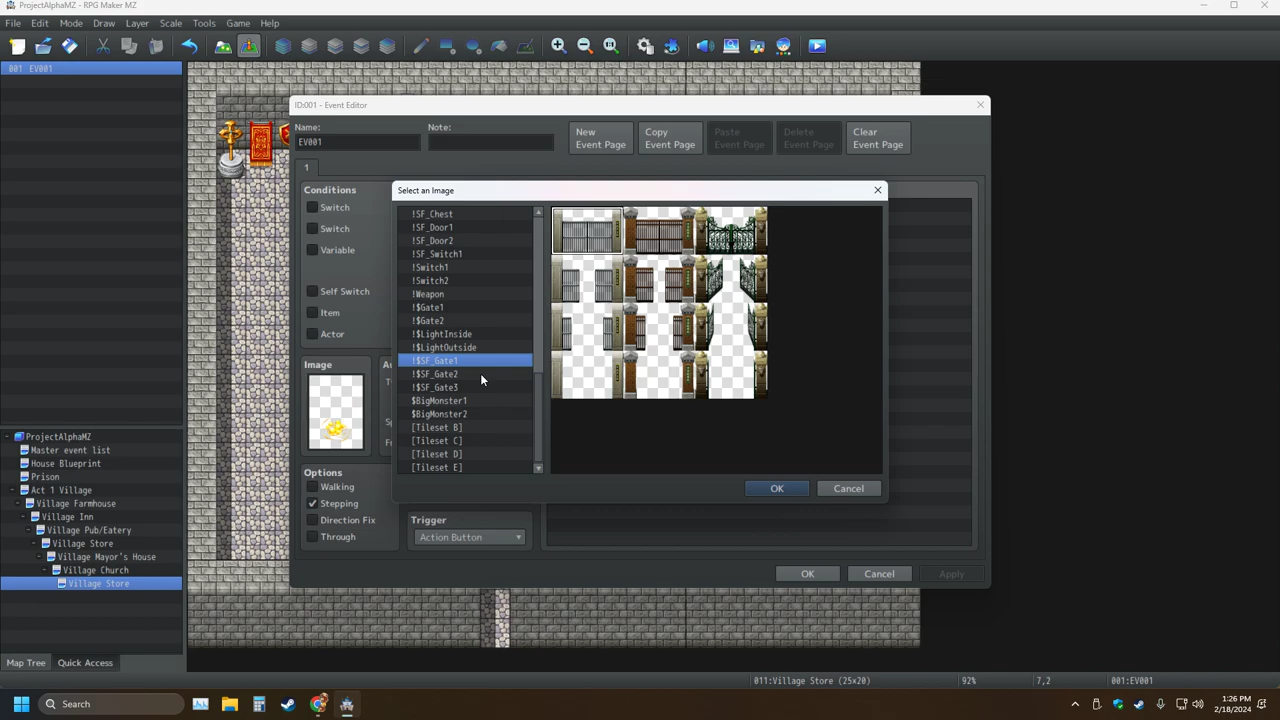 ProjectAlphaMZ - RPG Maker MZ
File Edit Mode Draw Layer Scale Tools Game Help
001 EV001
ID:001 - Event Editor
Name: Note:
EV001
New Event Page
Copy Event Page
Paste Event Page
Delete Event Page
Clear Event Page
1
Conditions
Switch
Switch
Variable
Self Switch
Item
Actor
Image
Options
Walking
Stepping
Direction Fix
Through
Trigger
Action Button
OK Cancel Apply
Select an Image
!SF_Chest
!SF_Door1
!SF_Door2
!SF_Switch1
!Switch1
!Switch2
!Weapon
!$Gate1
!$Gate2
!$LightInside
!$LightOutside
!$SF_Gate1
!$SF_Gate2
!$SF_Gate3
$BigMonster1
$BigMonster2
[Tileset B]
[Tileset C]
[Tileset D]
[Tileset E]
OK Cancel
ProjectAlphaMZ
Master event list
House Blueprint
Prison
Act 1 Village
Village Farmhouse
Village Inn
Village Pub/Eatery
Village Store
Village Mayor's House
Village Church
Village Store
Map Tree Quick Access
011:Village Store (25x20) 92% 7,2 001:EV001
Search
1:26 PM
2/18/2024